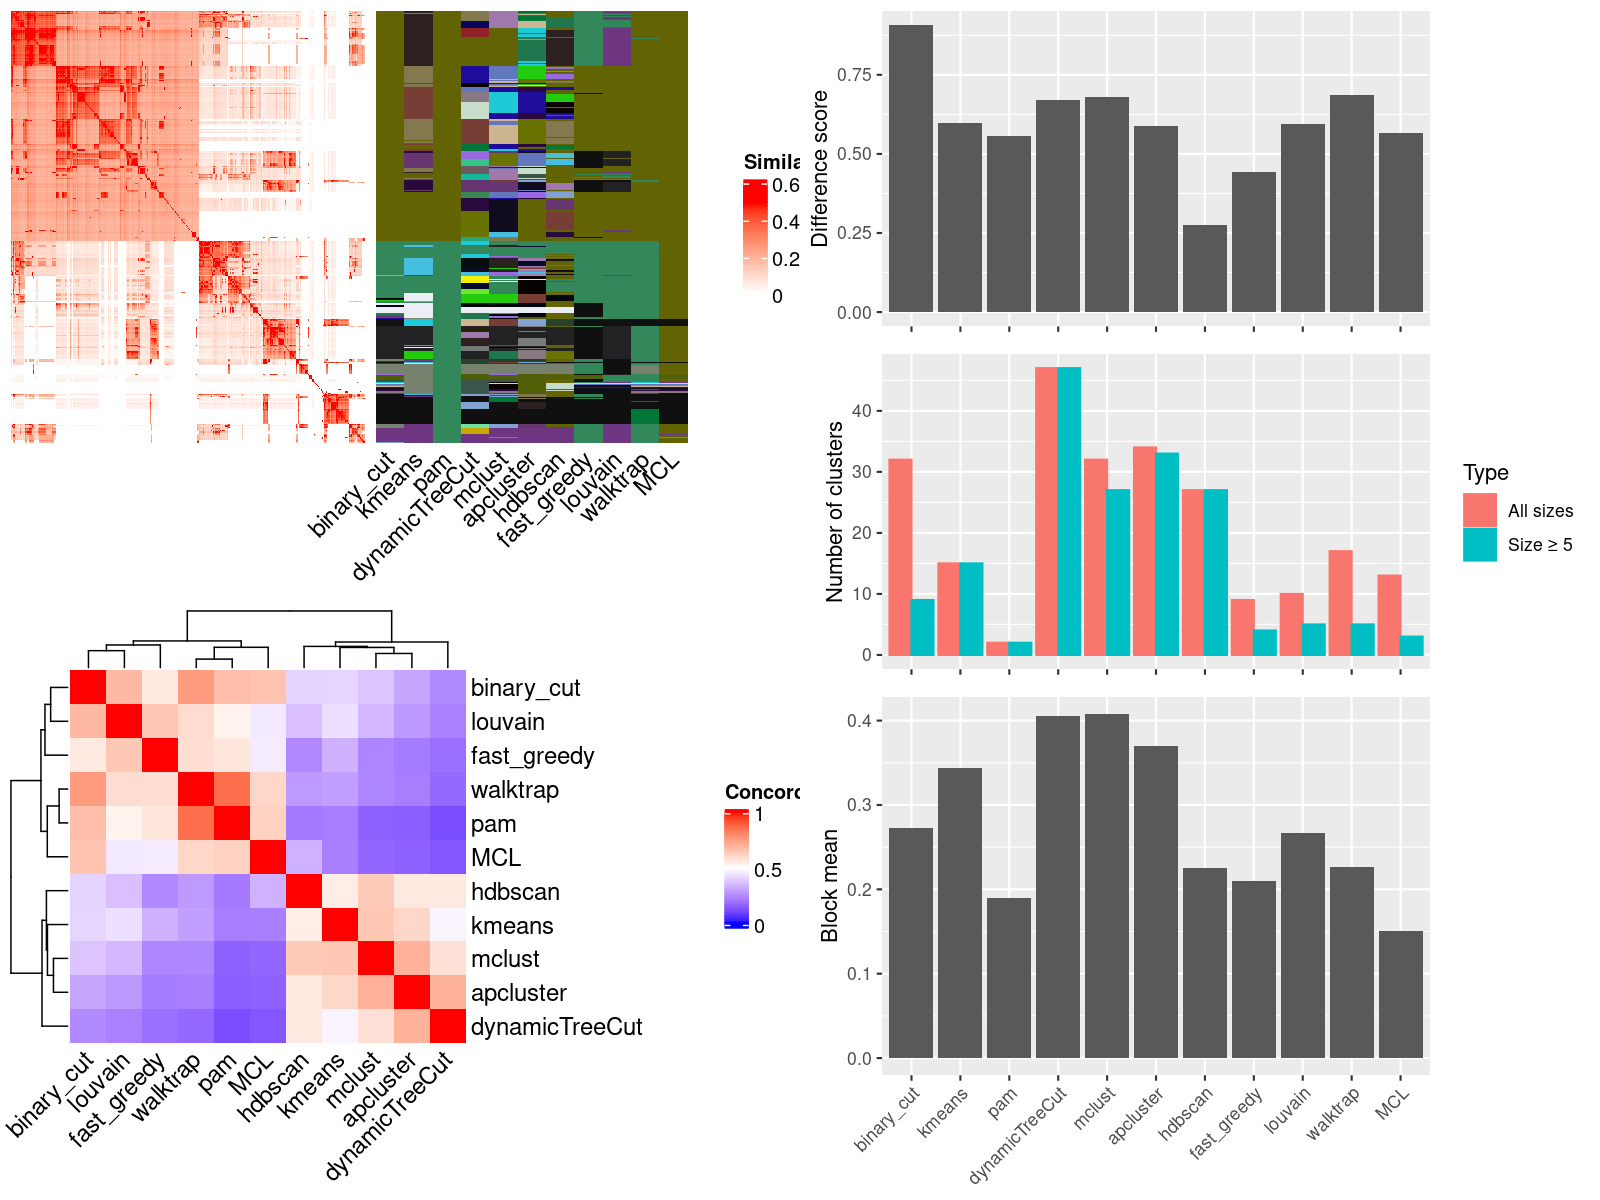 Simila
0.6
0.4
0.2
0
binary_cut
kmeans
pam
dynamicTreeCut
mclust
apcluster
hdbscan
fast_greedy
louvain
walktrap
MCL
binary_cut
louvain
fast_greedy
walktrap
pam
MCL
hdbscan
kmeans
mclust
apcluster
dynamicTreeCut
Concord
1
0.5
0
binary_cut
louvain
fast_greedy
walktrap
pam
MCL
hdbscan
kmeans
mclust
apcluster
dynamicTreeCut
Difference score
0.75
0.50
0.25
0.00
Number of clusters
40
30
20
10
0
Type
All sizes
Size ≥ 5
Block mean
0.4
0.3
0.2
0.1
0.0
binary_cut
kmeans
pam
dynamicTreeCut
mclust
apcluster
hdbscan
fast_greedy
louvain
walktrap
MCL